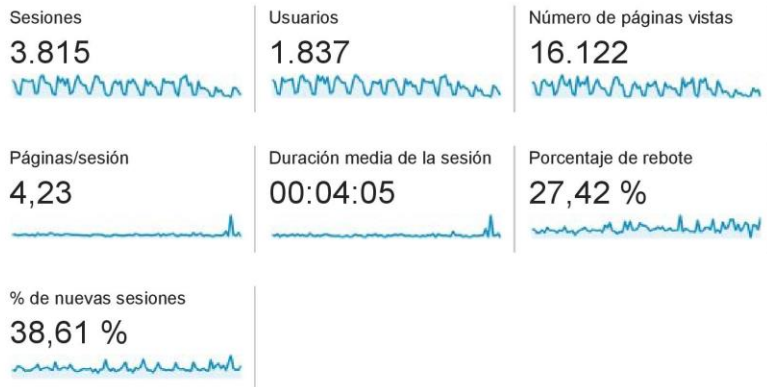 Sesiones
3.815
Usuarios
1.837
Número de páginas vistas
16.122
Páginas/sesión
4,23
Duración media de la sesión
00:04:05
Porcentaje de rebote
27,42 %
% de nuevas sesiones
38,61 %